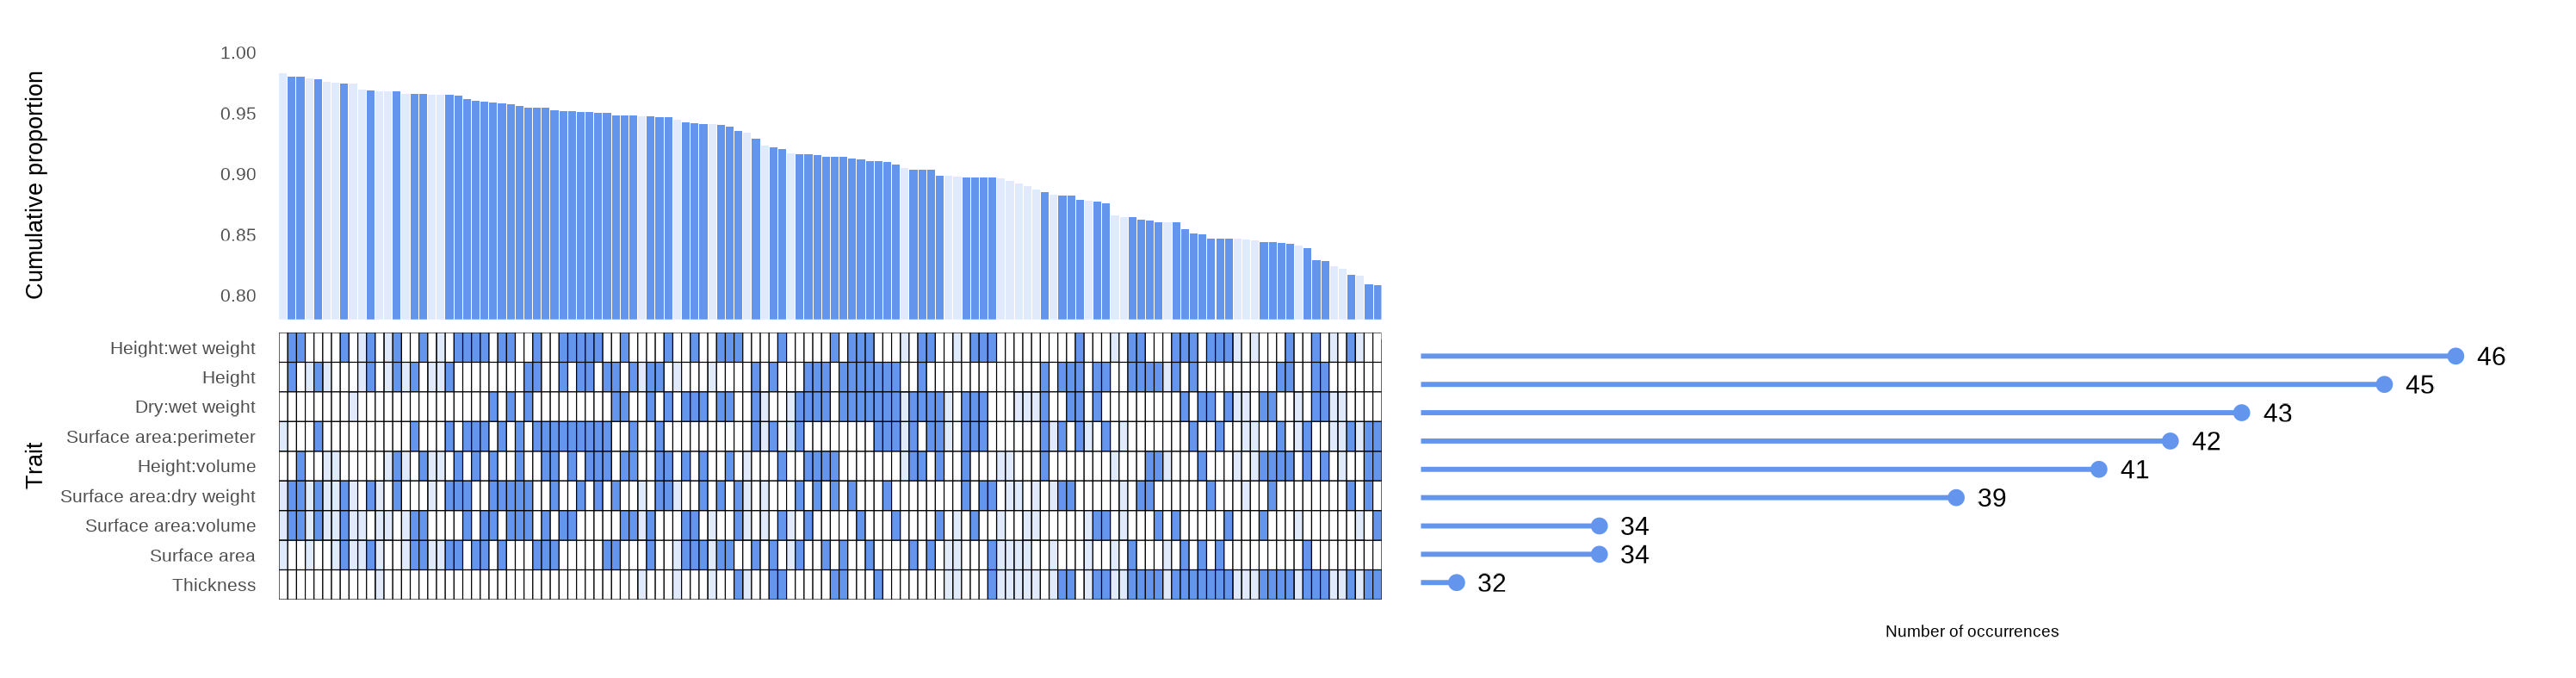 Cumulative proportion
1.00
0.95
0.90
0.85
0.80
Trait
Height:wet weight
Height
Dry:wet weight
Surface area:perimeter
Height:volume
Surface area:dry weight
Surface area:volume
Surface area
Thickness
46
45
43
42
41
39
34
34
32
Number of occurrences